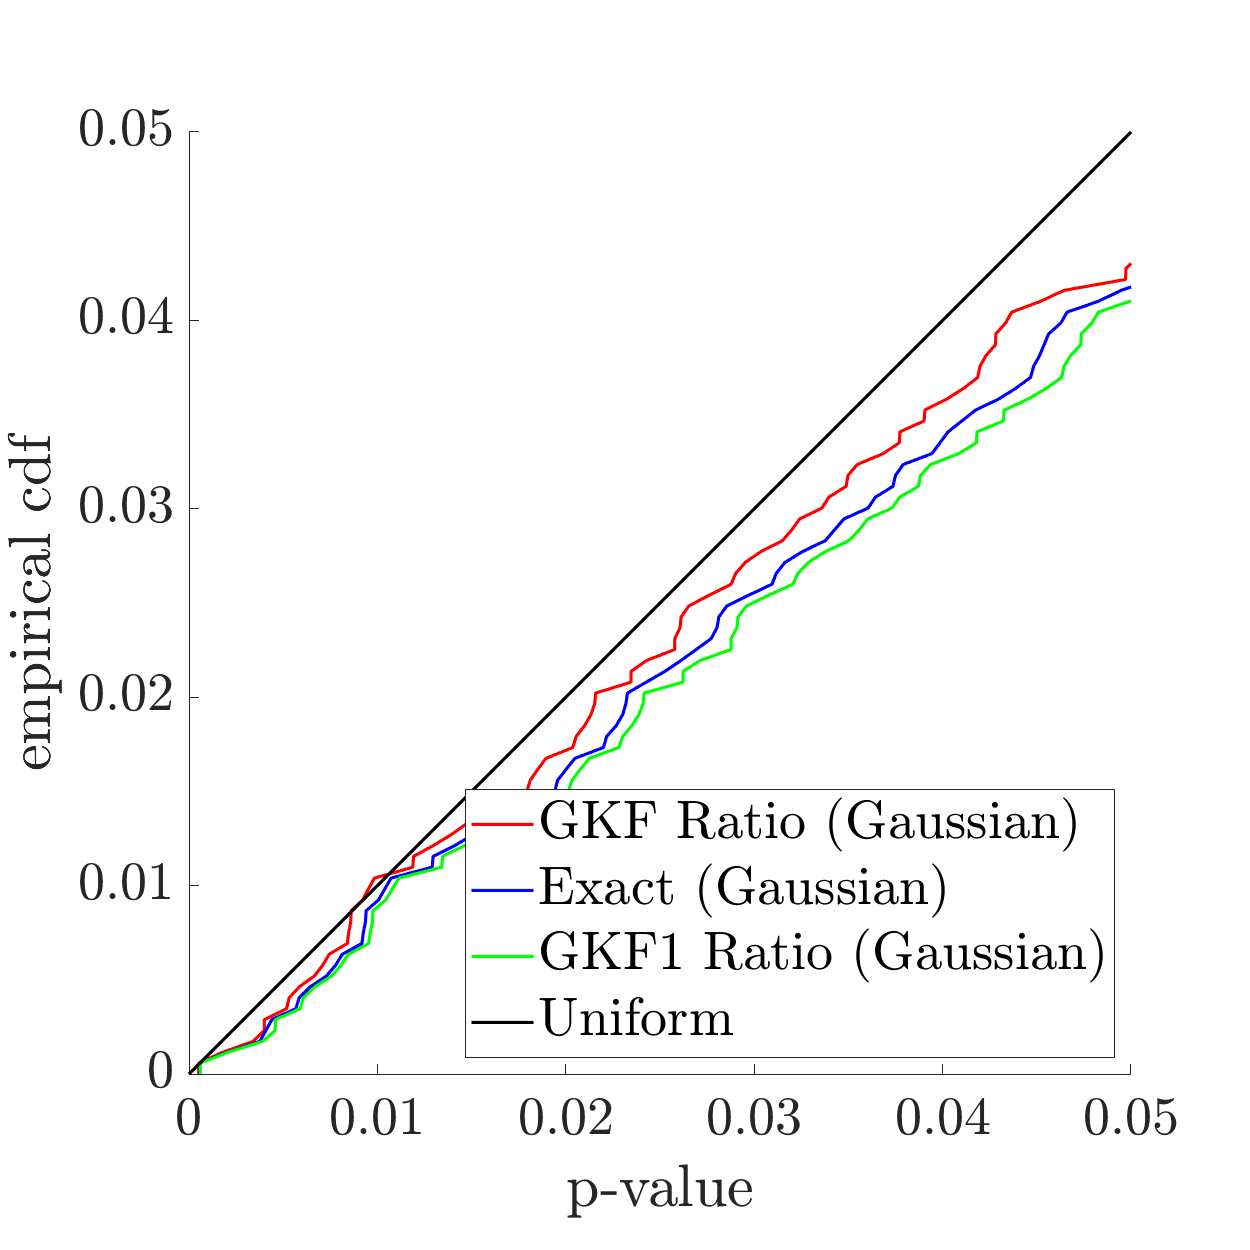 0.05
0.04
0.03
0.02
0.01
0
empirical cdf
GKF Ratio (Gaussian)
Exact (Gaussian)
GKF1 Ratio (Gaussian)
Uniform
0 0.01 0.02 0.03 0.04 0.05
p-value